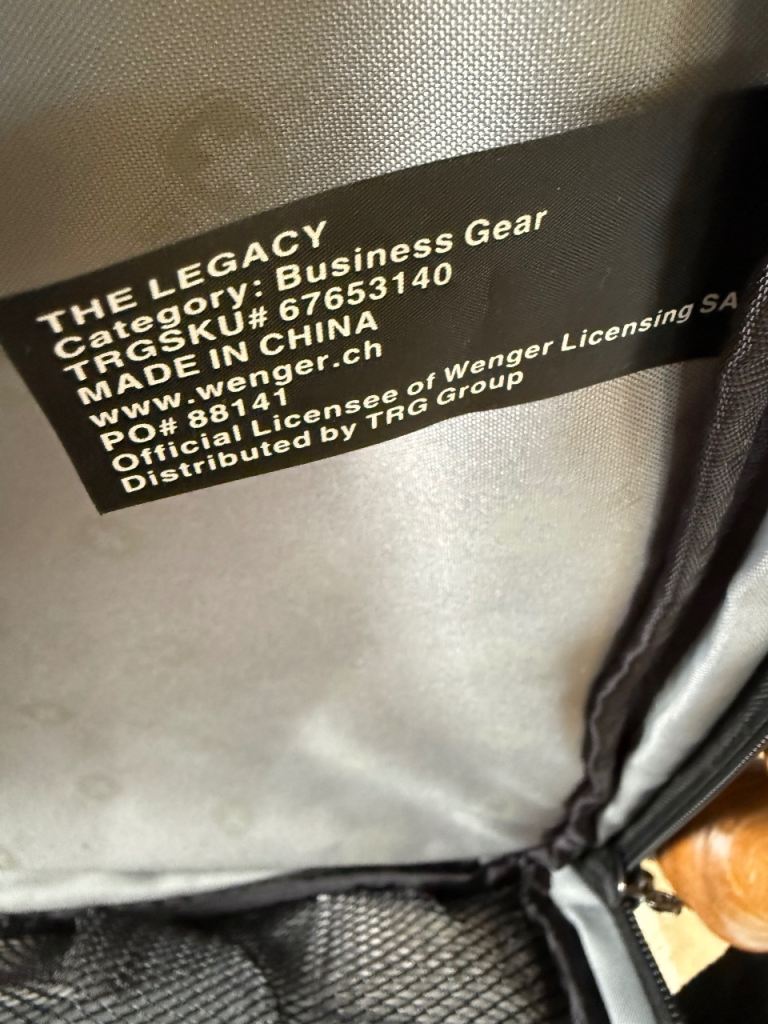 THE LEGACY
Category: Business Gear
TRGSKU# 67653140
MADE IN CHINA
www.wenger.ch
PO# 88141
Official Licensee of Wenger Licensing SA
Distributed by TRG Group